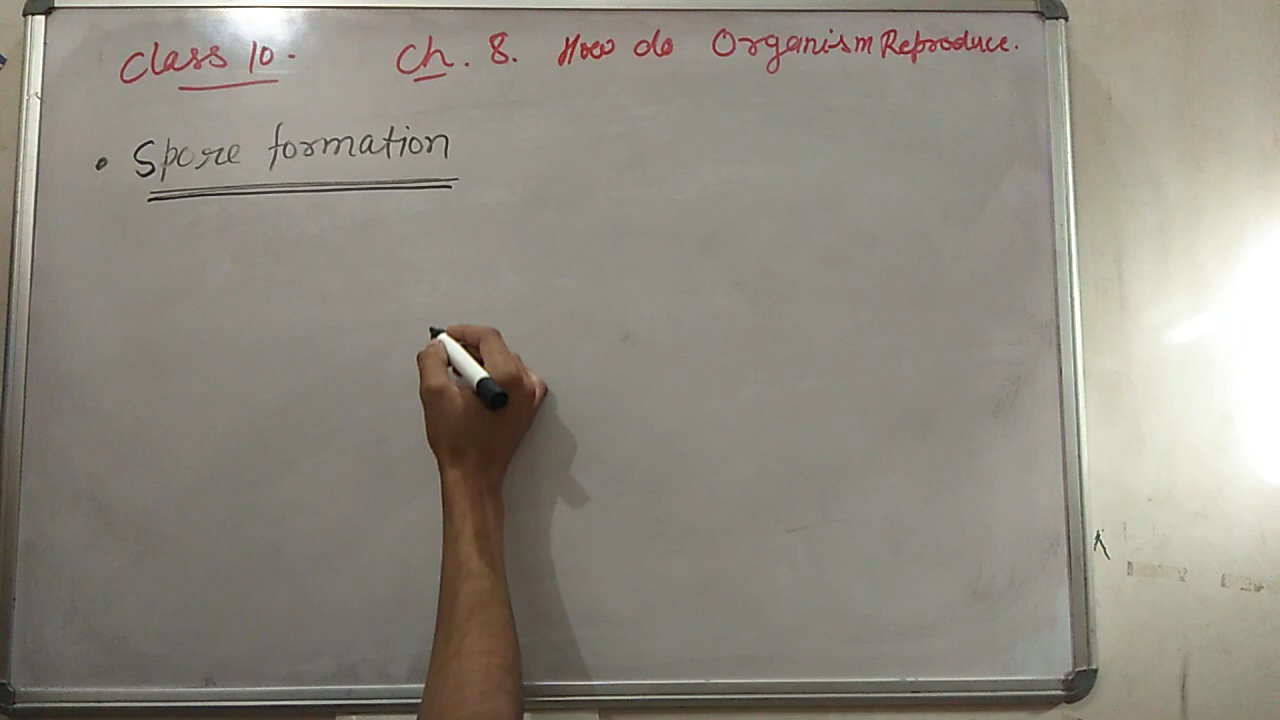 Class 10. Ch. 8. How do Organism Reproduce.
• Spore formation